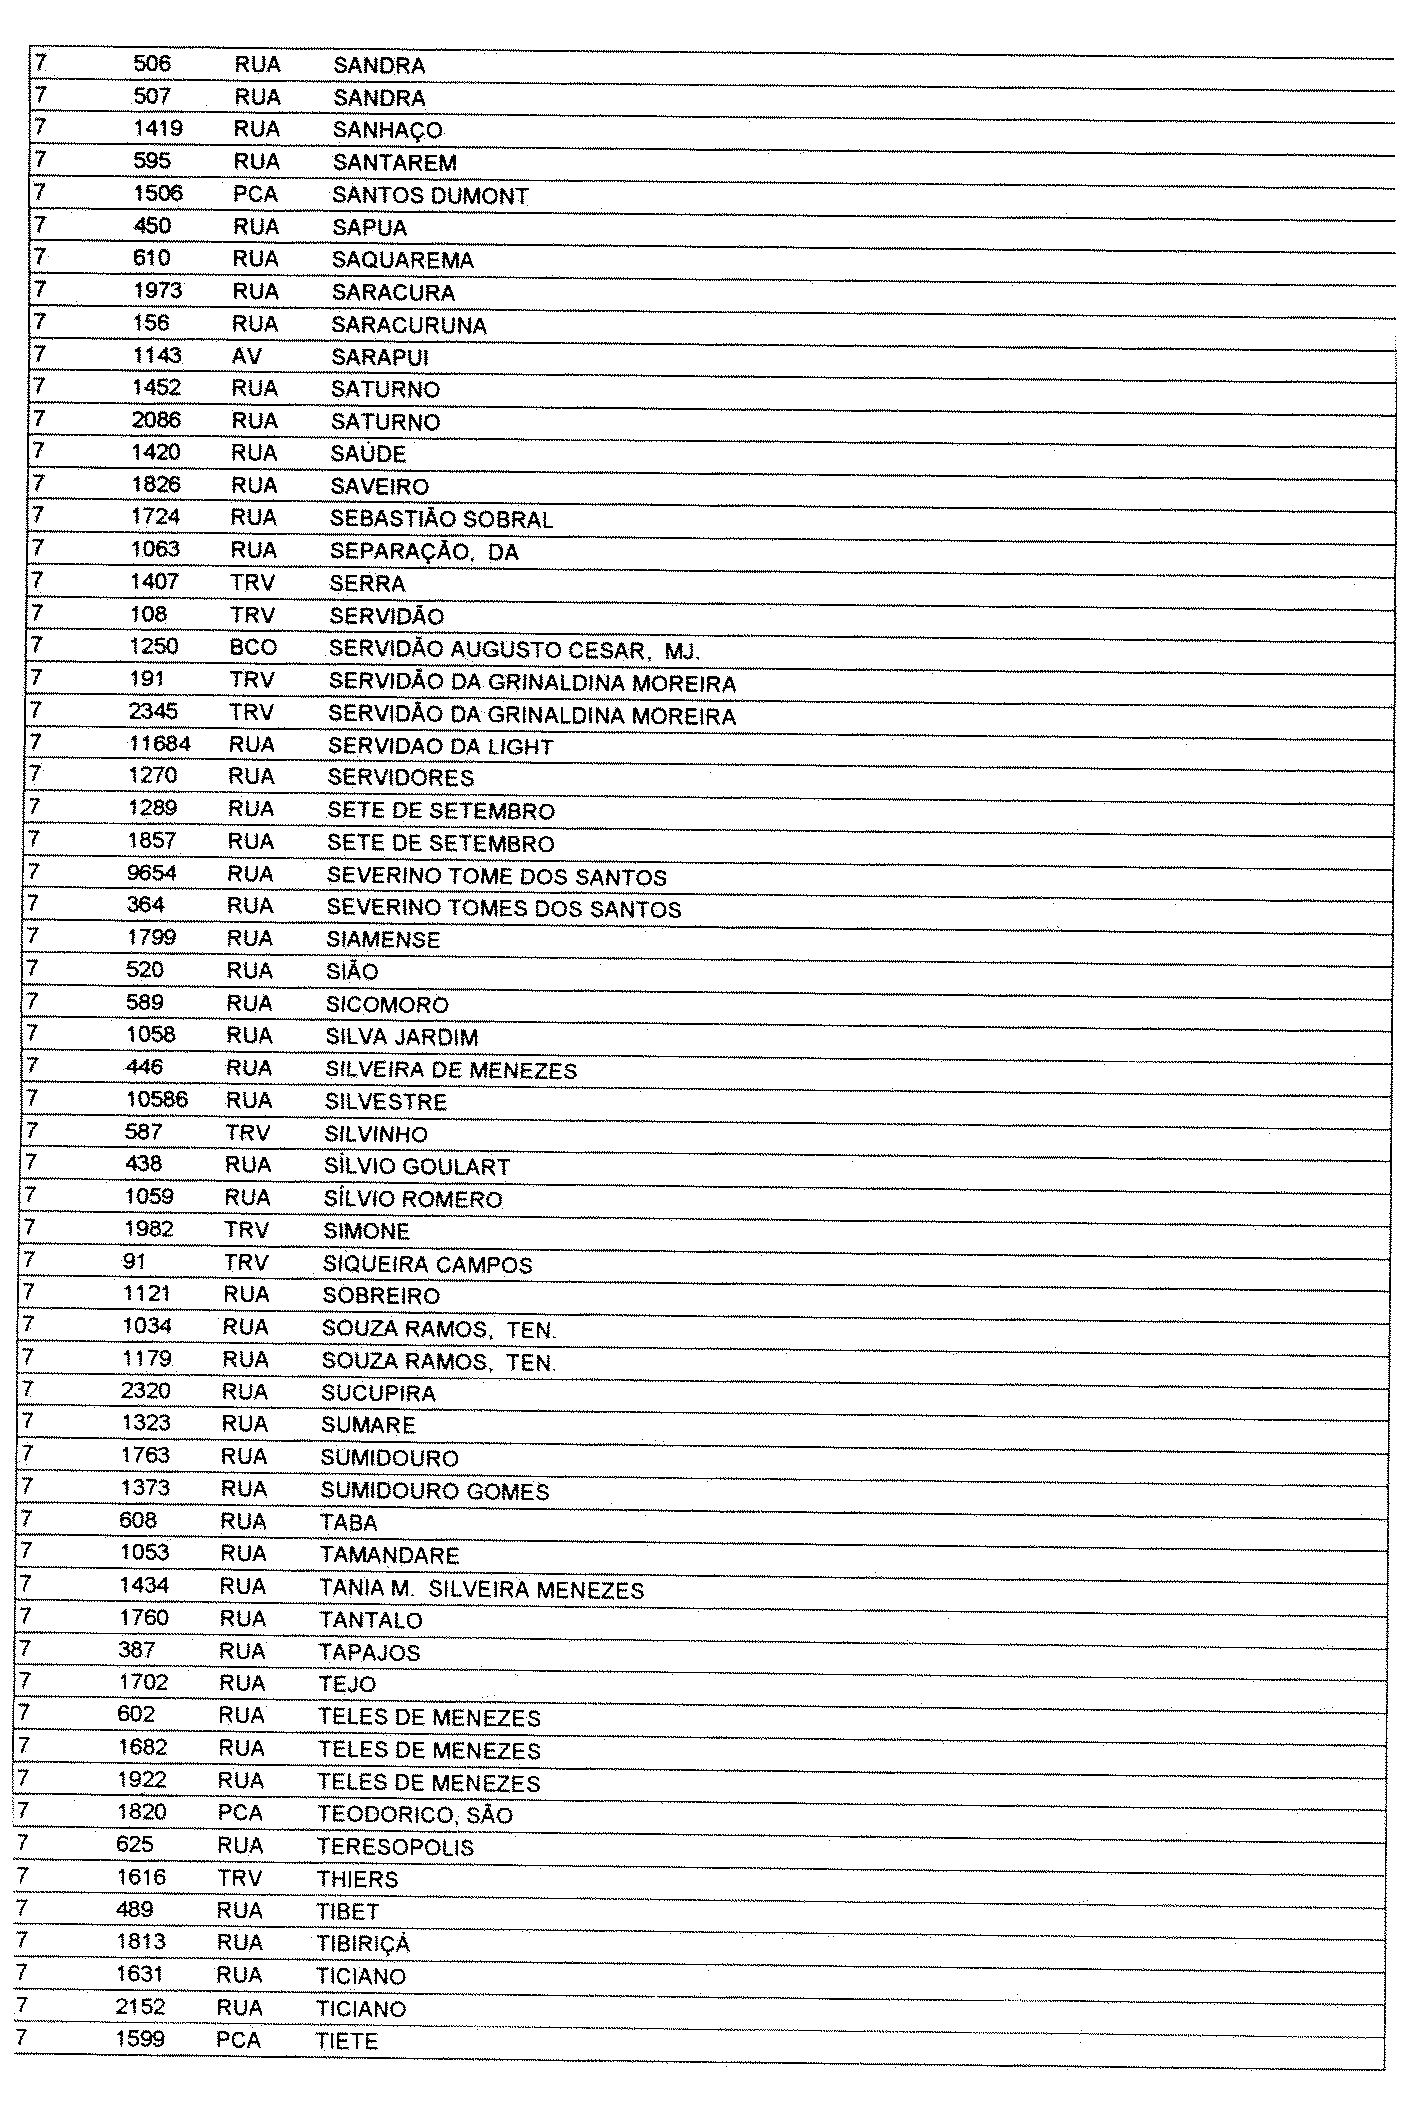 7 506 RUA SANDRA
7 507 RUA SANDRA
7 1419 RUA SANHAÇO
7 595 RUA SANTAREM
7 1506 PCA SANTOS DUMONT
7 450 RUA SAPUA
7 610 RUA SAQUAREMA
7 1973 RUA SARACURA
7 156 RUA SARACURUNA
7 1143 AV SARAPUI
7 1452 RUA SATURNO
7 2086 RUA SATURNO
7 1420 RUA SAÚDE
7 1826 RUA SAVEIRO
7 1724 RUA SEBASTIÃO SOBRAL
7 1063 RUA SEPARAÇÃO, DA
7 1407 TRV SERRA
7 108 TRV SERVIDÃO
7 1250 BCO SERVIDÃO AUGUSTO CESAR, MJ.
7 191 TRV SERVIDÃO DA GRINALDINA MOREIRA
7 2345 TRV SERVIDÃO DA GRINALDINA MOREIRA
7 11684 RUA SERVIDAO DA LIGHT
7 1270 RUA SERVIDORES
7 1289 RUA SETE DE SETEMBRO
7 1857 RUA SETE DE SETEMBRO
7 9654 RUA SEVERINO TOME DOS SANTOS
7 364 RUA SEVERINO TOMES DOS SANTOS
7 1799 RUA SIAMENSE
7 520 RUA SIÃO
7 589 RUA SICOMORO
7 1058 RUA SILVA JARDIM
7 446 RUA SILVEIRA DE MENEZES
7 10586 RUA SILVESTRE
7 587 TRV SILVINHO
7 438 RUA SÍLVIO GOULART
7 1059 RUA SÍLVIO ROMERO
7 1982 TRV SIMONE
7 91 TRV SIQUEIRA CAMPOS
7 1121 RUA SOBREIRO
7 1034 RUA SOUZA RAMOS, TEN.
7 1179 RUA SOUZA RAMOS, TEN.
7 2320 RUA SUCUPIRA
7 1323 RUA SUMARE
7 1763 RUA SUMIDOURO
7 1373 RUA SUMIDOURO GOMES
7 608 RUA TABA
7 1053 RUA TAMANDARE
7 1434 RUA TANIA M. SILVEIRA MENEZES
7 1760 RUA TANTALO
7 387 RUA TAPAJOS
7 1702 RUA TEJO
7 602 RUA TELES DE MENEZES
7 1682 RUA TELES DE MENEZES
7 1922 RUA TELES DE MENEZES
7 1820 PCA TEODORICO, SÃO
7 625 RUA TERESOPOLIS
7 1616 TRV THIERS
7 489 RUA TIBET
7 1813 RUA TIBIRIÇÁ
7 1631 RUA TICIANO
7 2152 RUA TICIANO
7 1599 PCA TIETE